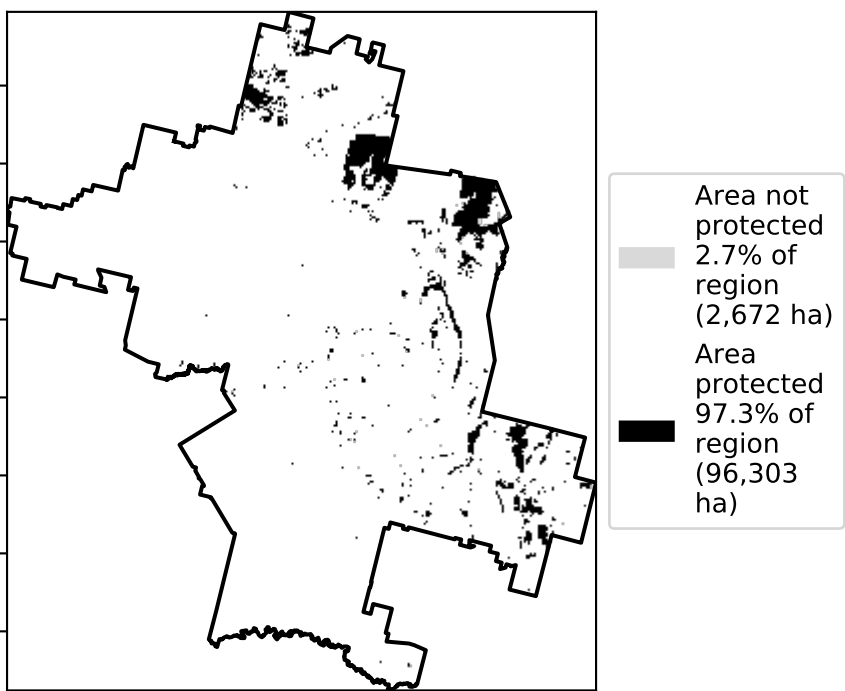 Area not
protected
2.7% of
region
(2,672 ha)
Area
protected
97.3% of
region
(96,303
ha)